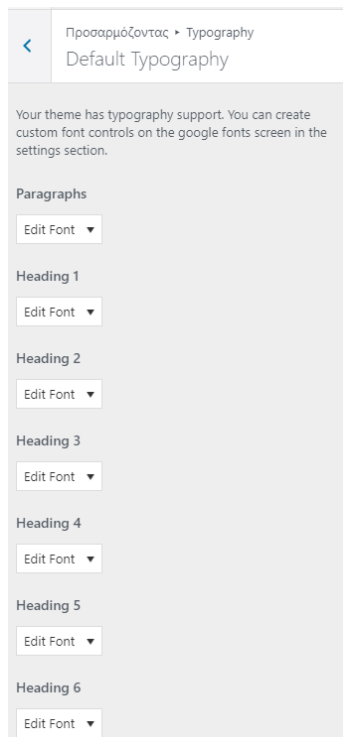 Προσαρμόζοντας ▸ Typography
Default Typography
Your theme has typography support. You can create
custom font controls on the google fonts screen in the
settings section.
Paragraphs
Edit Font ▼
Heading 1
Edit Font ▼
Heading 2
Edit Font ▼
Heading 3
Edit Font ▼
Heading 4
Edit Font ▼
Heading 5
Edit Font ▼
Heading 6
Edit Font ▼